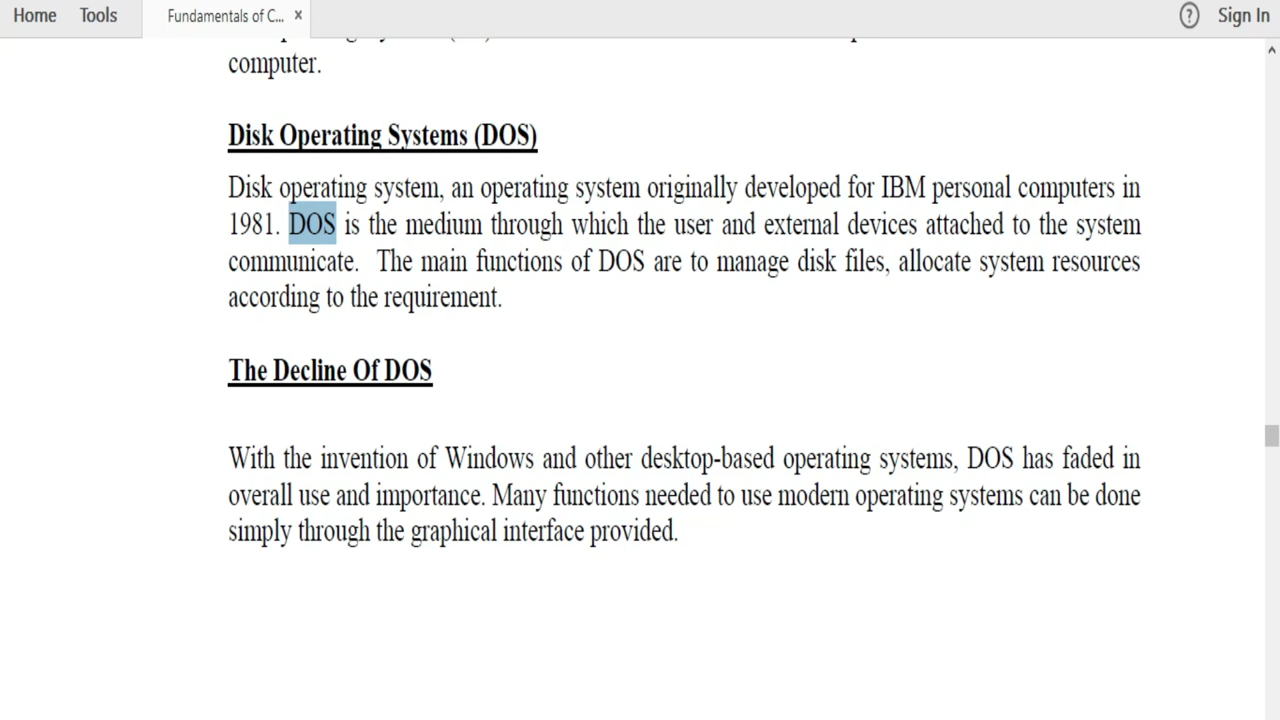 Home Tools Fundamentals of C... × ? Sign In
computer.
Disk Operating Systems (DOS)
Disk operating system, an operating system originally developed for IBM personal computers in
1981. DOS is the medium through which the user and external devices attached to the system
communicate. The main functions of DOS are to manage disk files, allocate system resources
according to the requirement.
The Decline Of DOS
With the invention of Windows and other desktop-based operating systems, DOS has faded in
overall use and importance. Many functions needed to use modern operating systems can be done
simply through the graphical interface provided.